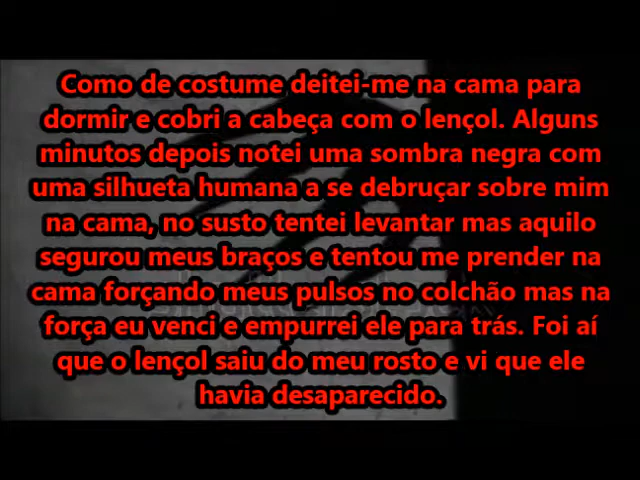 Como de costume deitei-me na cama para
dormir e cobri a cabeça com o lençol. Alguns
minutos depois notei uma sombra negra com
uma silhueta humana a se debruçar sobre mim
na cama, no susto tentei levantar mas aquilo
segurou meus braços e tentou me prender na
cama forçando meus pulsos no colchão mas na
força eu venci e empurrei ele para trás. Foi aí
que o lençol saiu do meu rosto e vi que ele
havia desaparecido.